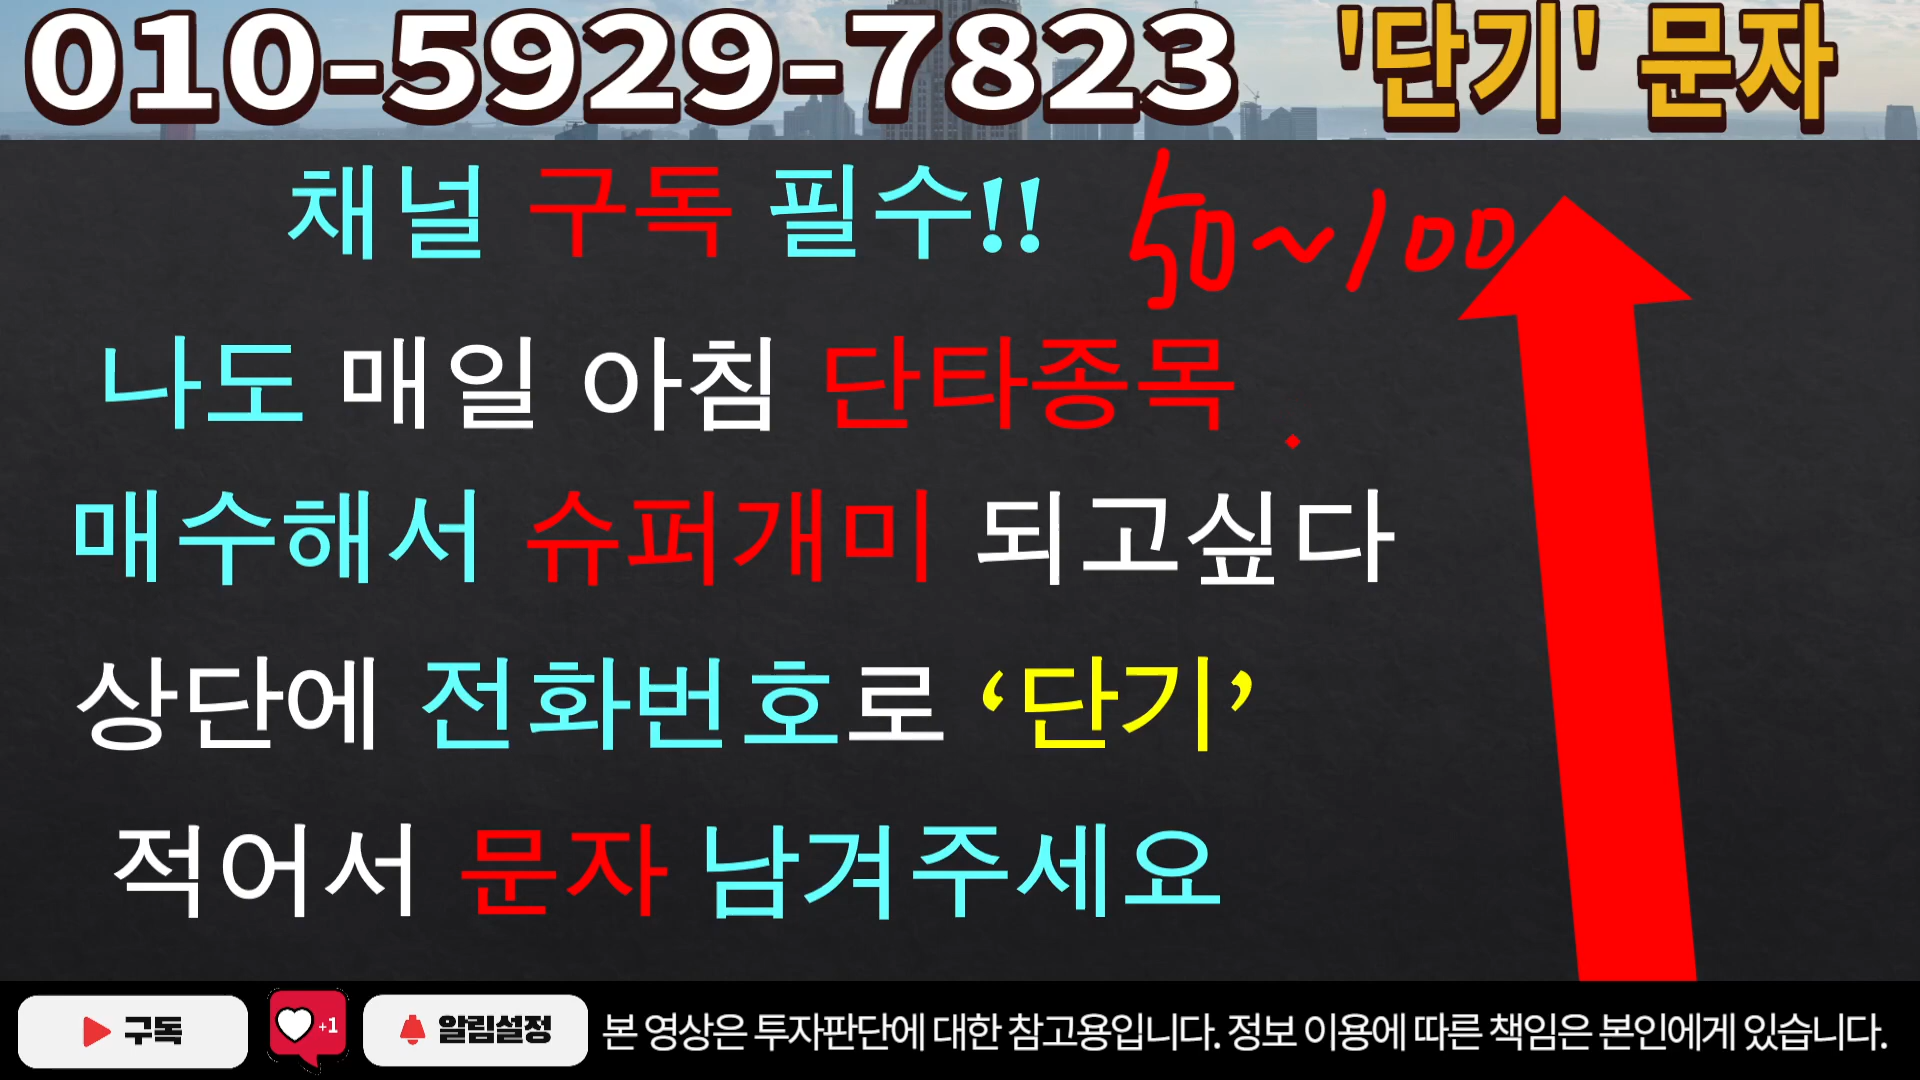 010-5929-7823 '단기' 문자
채널 구독 필수!! 50~100
나도 매일 아침 단타종목
매수해서 슈퍼개미 되고싶다
상단에 전화번호로 ‘단기’
적어서 문자 남겨주세요
구독 +1 알림설정 본 영상은 투자판단에 대한 참고용입니다. 정보 이용에 따른 책임은 본인에게 있습니다.